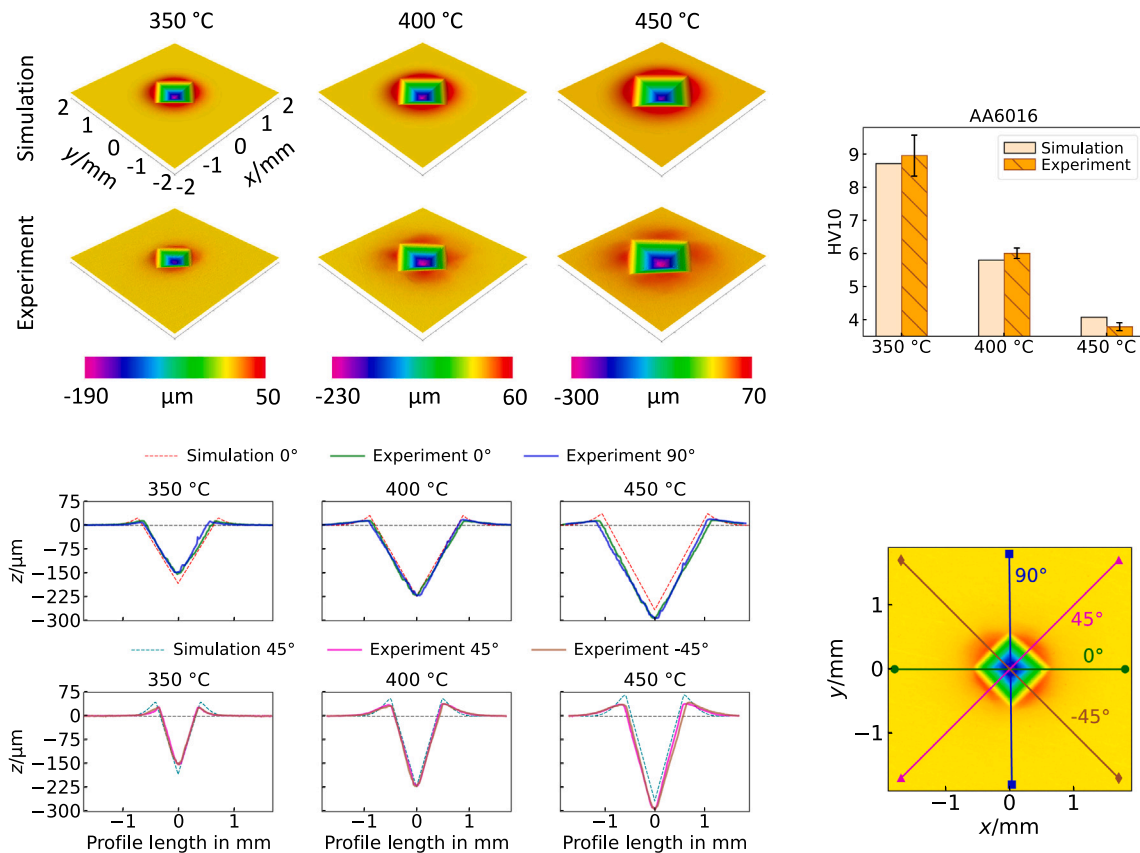 350 °C 400 °C 450 °C
Simulation
2 1 0 -1 -2
y/mm
-2 -1 0 1 2
x/mm
Experiment
-190 µm 50
-230 µm 60
-300 µm 70
AA6016
Simulation
Experiment
HV10
9
8
7
6
5
4
350 °C 400 °C 450 °C
Simulation 0° Experiment 0° Experiment 90°
350 °C 400 °C 450 °C
z/µm
75
0
−75
−150
−225
−300
Simulation 45° Experiment 45° Experiment -45°
350 °C 400 °C 450 °C
z/µm
75
0
−75
−150
−225
−300
−1 0 1
−1 0 1
−1 0 1
Profile length in mm Profile length in mm Profile length in mm
90°
45°
0°
-45°
y/mm
1
0
−1
−1 0 1
x/mm